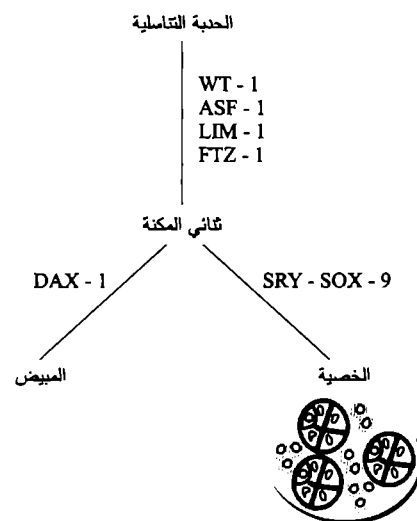 الحدبة التناسلية
WT - 1
ASF - 1
LIM - 1
FTZ - 1
ثنائي المكنة
DAX - 1
SRY - SOX - 9
المبيض
الخصية